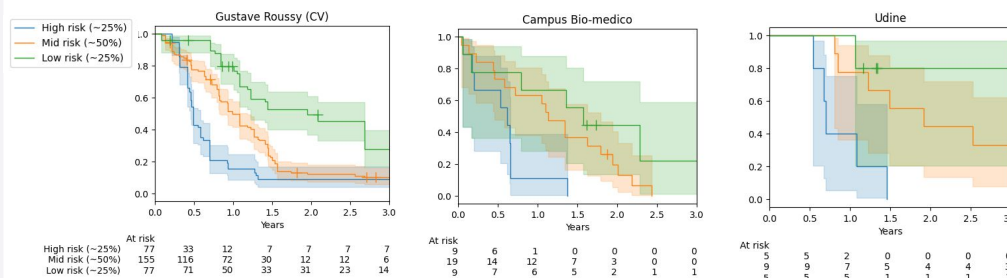 Gustave Roussy (CV)
Campus Bio-medico
Udine
High risk (~25%)
Mid risk (~50%)
Low risk (~25%)
.0
0.8
0.6
0.4
0.2
0.0
0.0 0.5 1.0 1.5 2.0 2.5 3.0
Years
At risk
High risk (~25%) 77 33 12 7 7 7 7
Mid risk (~50%) 155 116 72 30 12 12 6
Low risk (~25%) 77 71 50 33 31 23 14
1.0
0.8
0.6
0.4
0.2
0.0
0.0 0.5 1.0 1.5 2.0 2.5 3.0
Years
At risk
9 6 1 0 0 0 0
19 14 12 7 3 0 0
9 7 6 5 2 1 1
1.0
0.8
0.6
0.4
0.2
0.0
0.0 0.5 1.0 1.5 2.0 2.5 3.0
Years
At risk
5 5 2 0 0 0
9 9 7 5 4 4
5 5 5 1 1 1